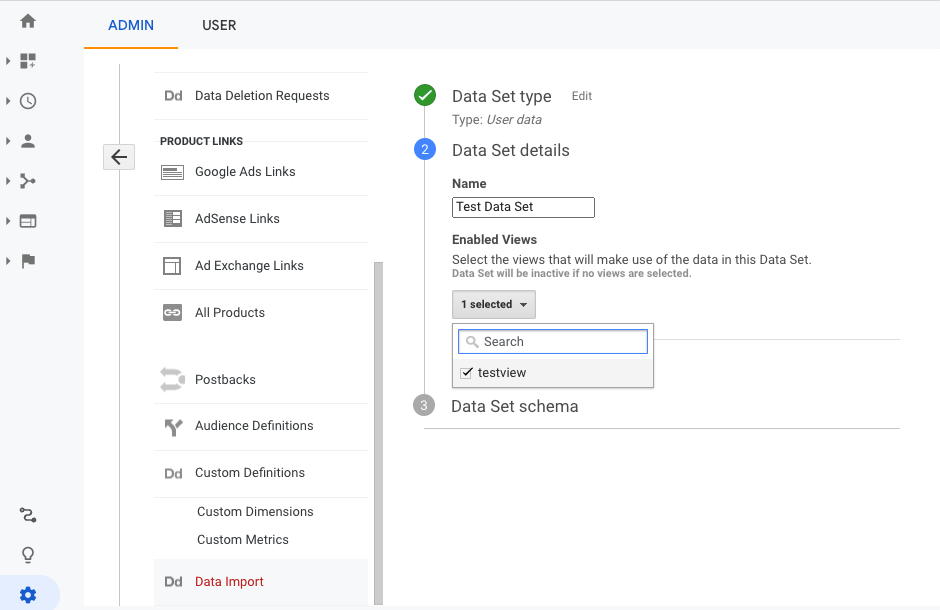 ADMIN
USER
Dd Data Deletion Requests
PRODUCT LINKS
Google Ads Links
AdSense Links
Ad Exchange Links
All Products
Postbacks
Audience Definitions
Dd Custom Definitions
Custom Dimensions
Custom Metrics
Dd Data Import
Data Set type Edit
Type: User data
2 Data Set details
Name
Test Data Set
Enabled Views
Select the views that will make use of the data in this Data Set.
Data Set will be inactive if no views are selected.
1 selected
Search
testview
3 Data Set schema